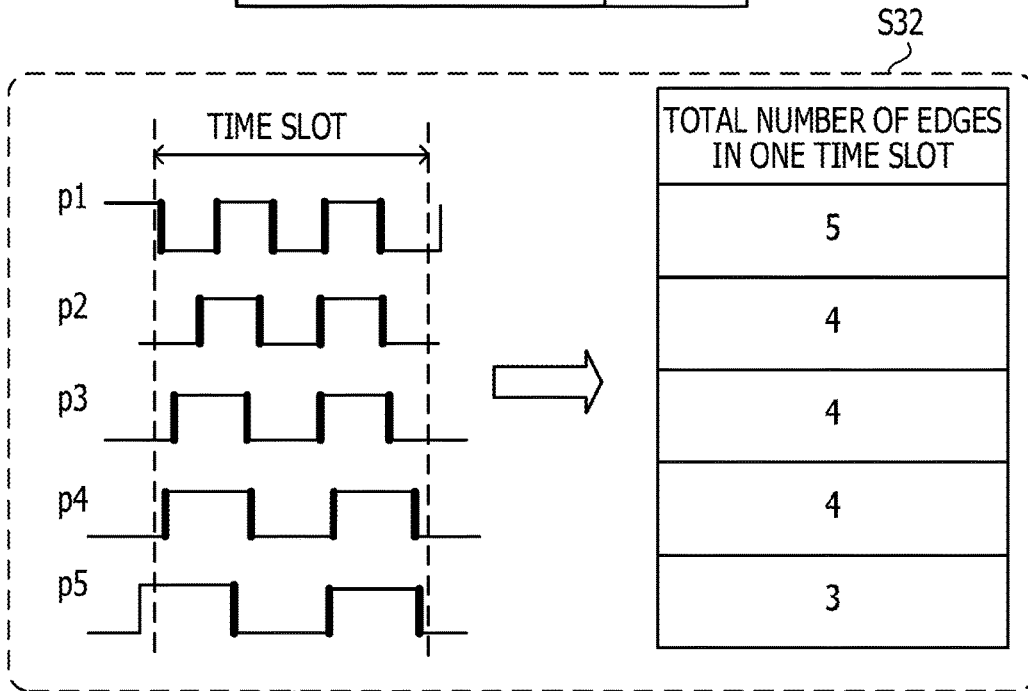 S32
TIME SLOT
TOTAL NUMBER OF EDGES
IN ONE TIME SLOT
p1
5
p2
4
p3
4
p4
4
p5
3